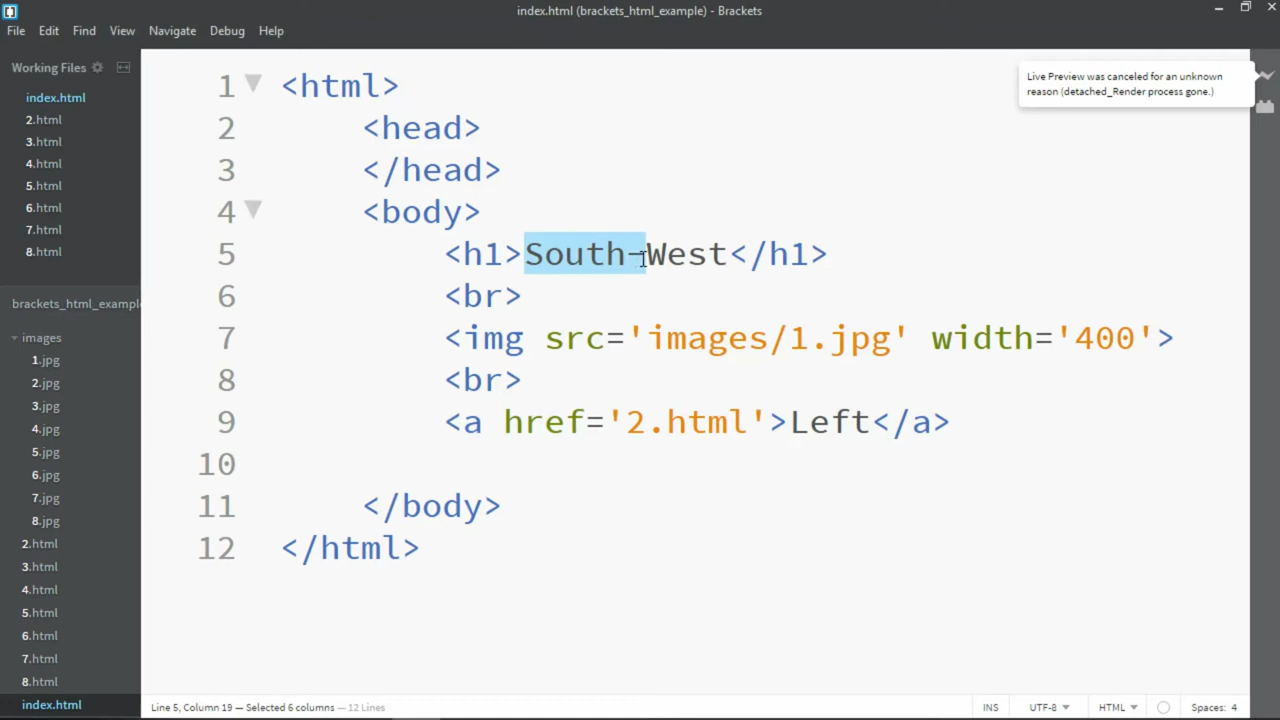 index.html (brackets_html_example) - Brackets
File Edit Find View Navigate Debug Help
Working Files
index.html
2.html
3.html
4.html
5.html
6.html
7.html
8.html
brackets_html_example
images
1.jpg
2.jpg
3.jpg
4.jpg
5.jpg
6.jpg
7.jpg
8.jpg
2.html
3.html
4.html
5.html
6.html
7.html
8.html
index.html
1 <html>
2 <head>
3 </head>
4 <body>
5 <h1>South-West</h1>
6 <br>
7 <img src='images/1.jpg' width='400'>
8 <br>
9 <a href='2.html'>Left</a>
10
11 </body>
12 </html>
Live Preview was canceled for an unknown
reason (detached_Render process gone.)
Line 5, Column 19 — Selected 6 columns — 12 Lines
INS UTF-8 HTML Spaces: 4